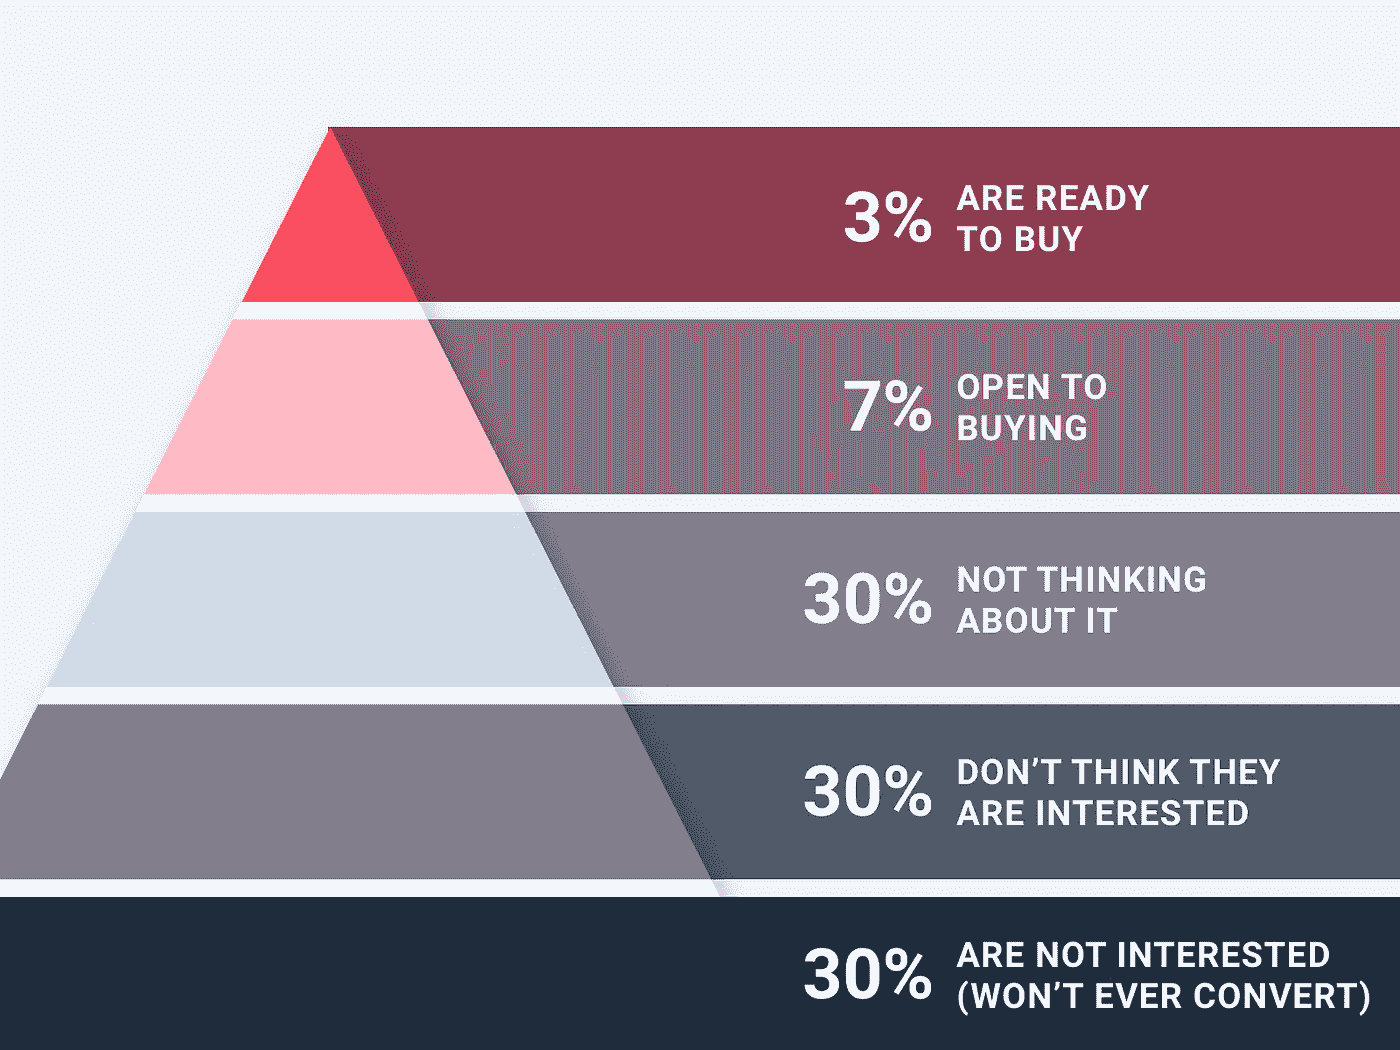 3% ARE READY
TO BUY
7% OPEN TO
BUYING
30% NOT THINKING
ABOUT IT
30% DON’T THINK THEY
ARE INTERESTED
30% ARE NOT INTERESTED
(WON’T EVER CONVERT)